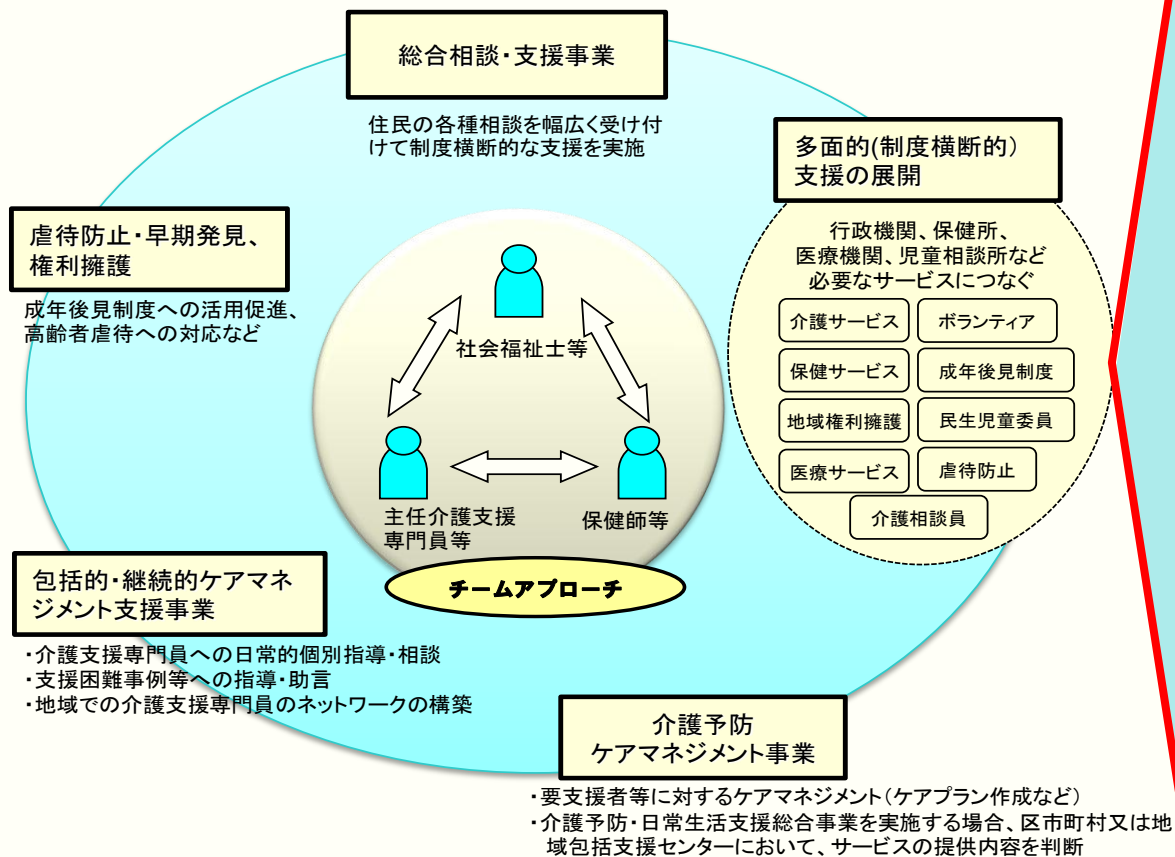 総合相談・支援事業
住民の各種相談を幅広く受け付
けて制度横断的な支援を実施
多面的(制度横断的)
支援の展開
行政機関、保健所、
医療機関、児童相談所など
必要なサービスにつなぐ
介護サービス
ボランティア
保健サービス
成年後見制度
地域権利擁護
民生児童委員
医療サービス
虐待防止
介護相談員
虐待防止・早期発見、
権利擁護
成年後見制度への活用促進、
高齢者虐待への対応など
社会福祉士等
主任介護支援
専門員等
保健師等
チームアプローチ
包括的・継続的ケアマネ
ジメント支援事業
・介護支援専門員への日常的個別指導・相談
・支援困難事例等への指導・助言
・地域での介護支援専門員のネットワークの構築
介護予防
ケアマネジメント事業
・要支援者等に対するケアマネジメント(ケアプラン作成など)
・介護予防・日常生活支援総合事業を実施する場合、区市町村又は地
域包括支援センターにおいて、サービスの提供内容を判断